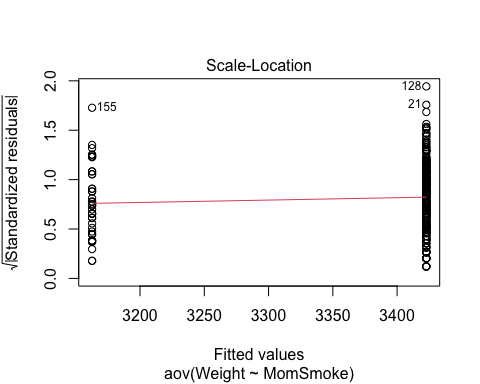 Scale-Location
√|Standardized residuals|
2.0
1.5
1.0
0.5
0.0
155
128
21
3200 3250 3300 3350 3400
Fitted values
aov(Weight ~ MomSmoke)